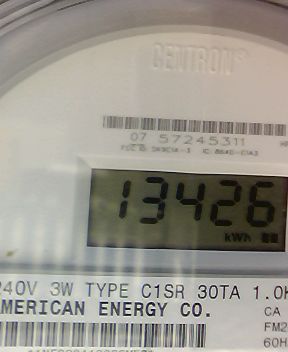 CENTRON®
07 57245311
13426
kWh
240V 3W TYPE C1SR 30TA 1.0K
AMERICAN ENERGY CO.
CA
FM2
60H